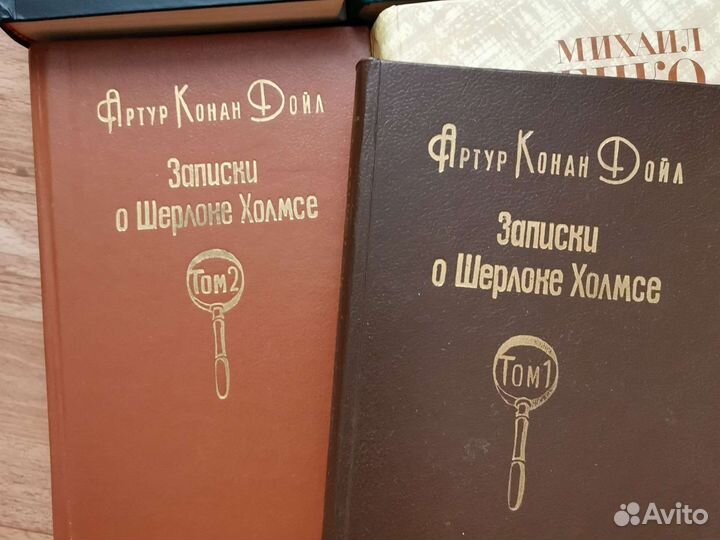 МИХАИЛ
Артур Конан Дойл
Записки
о Шерлоке Холмсе
Том 2
Артур Конан Дойл
Записки
о Шерлоке Холмсе
Том 1
Avito